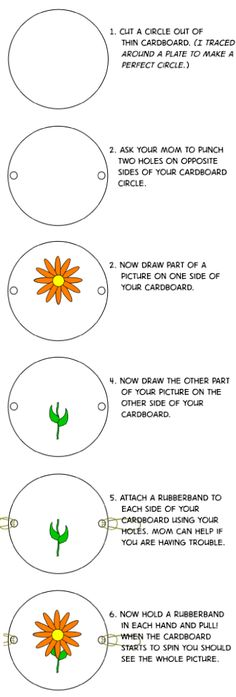 1. CUT A CIRCLE OUT OF
THIN CARDBOARD. (I TRACED
AROUND A PLATE TO MAKE A
PERFECT CIRCLE.)
2. ASK YOUR MOM TO PUNCH
TWO HOLES ON OPPOSITE
SIDES OF YOUR CARDBOARD
CIRCLE.
2. NOW DRAW PART OF A
PICTURE ON ONE SIDE OF
YOUR CARDBOARD.
4. NOW DRAW THE OTHER PART
OF YOUR PICTURE ON THE
OTHER SIDE OF YOUR
CARDBOARD.
5. ATTACH A RUBBERBAND TO
EACH SIDE OF YOUR
CARDBOARD USING YOUR
HOLES. MOM CAN HELP IF
YOU ARE HAVING TROUBLE.
6. NOW HOLD A RUBBERBAND
IN EACH HAND AND PULL!
WHEN THE CARDBOARD
STARTS TO SPIN YOU SHOULD
SEE THE WHOLE PICTURE.